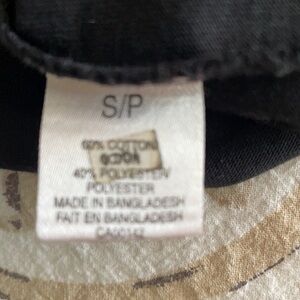 S/P
60% COTTON
40% POLYESTER/
POLYESTER
MADE IN BANGLADESH
FAIT EN BANGLADESH